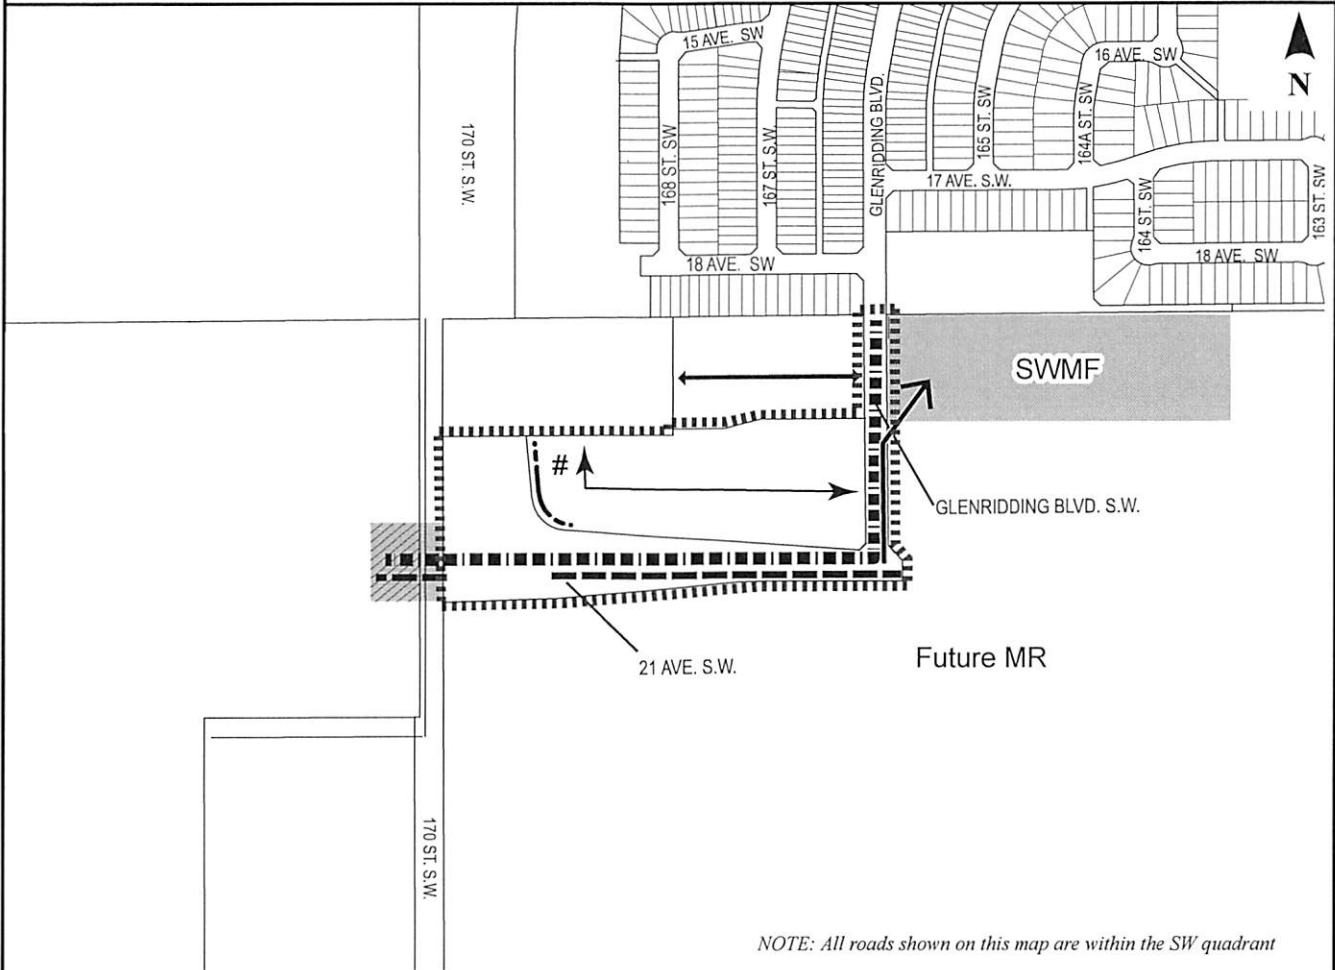 15 AVE. SW
16 AVE. SW
N
170 ST. S.W.
168 ST. SW
167 ST. S.W.
GLENRIDDING BLVD.
165 ST. SW
164A ST. SW
17 AVE. S.W.
164 ST. SW
163 ST. SW
18 AVE. SW
18 AVE. SW
SWMF
#
GLENRIDDING BLVD. S.W.
21 AVE. S.W.
Future MR
170 ST. S.W.
NOTE: All roads shown on this map are within the SW quadrant